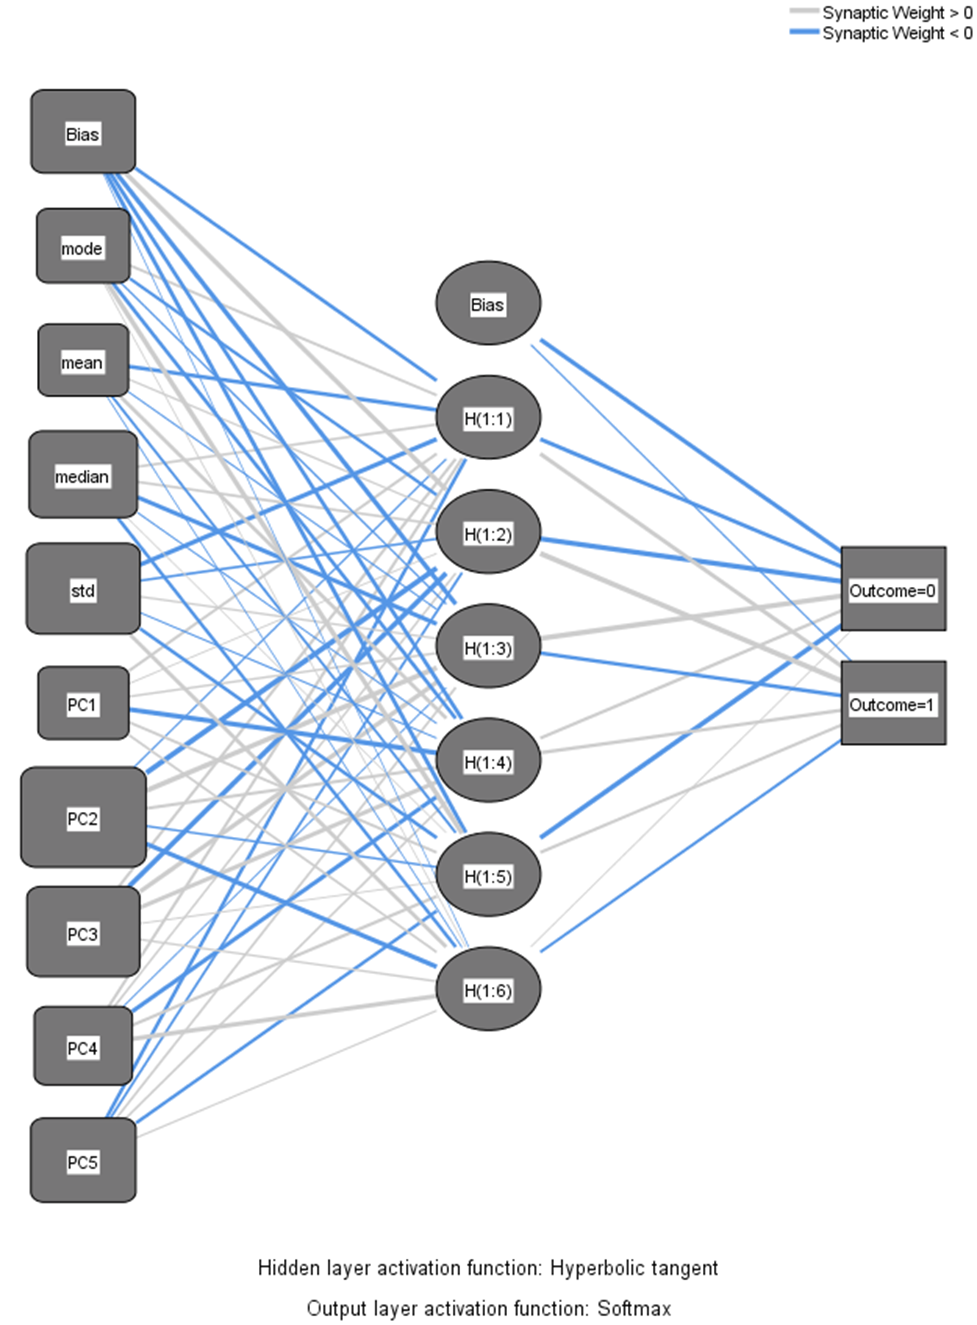 Synaptic Weight > 0
Synaptic Weight < 0
Bias
mode
mean
median
std
PC1
PC2
PC3
PC4
PC5
Bias
H(1:1)
H(1:2)
H(1:3)
H(1:4)
H(1:5)
H(1:6)
Outcome=0
Outcome=1
Hidden layer activation function: Hyperbolic tangent
Output layer activation function: Softmax